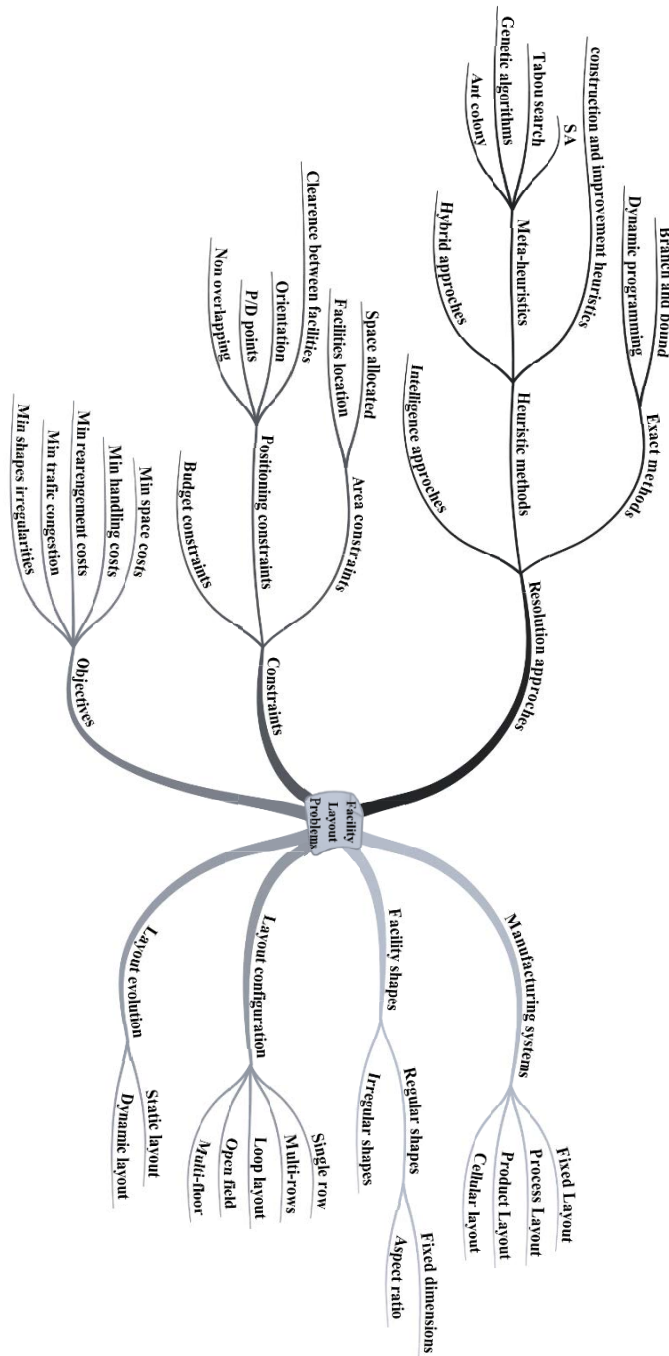 Facility
Layout
Problems
Manufacturing systems
Fixed Layout
Process Layout
Product Layout
Cellular layout
Facility shapes
Regular shapes
Fixed dimensions
Aspect ratio
Irregular shapes
Layout configuration
Single row
Multi-rows
Loop layout
Open field
Multi-floor
Layout evolution
Static layout
Dynamic layout
Resolution approches
Exact methods
Branch and bound
Dynamic programming
Heuristic methods
construction and improvement heuristics
Meta-heuristics
SA
Tabou search
Genetic algorithms
Ant colony
Hybrid approches
Intelligence approches
Constraints
Area constraints
Space allocated
Facilities location
Positioning constraints
Clearence between facilities
Orientation
P/D points
Non overlapping
Budget constraints
Objectives
Min space costs
Min handling costs
Min rearengement costs
Min trafic congestion
Min shapes irregularities